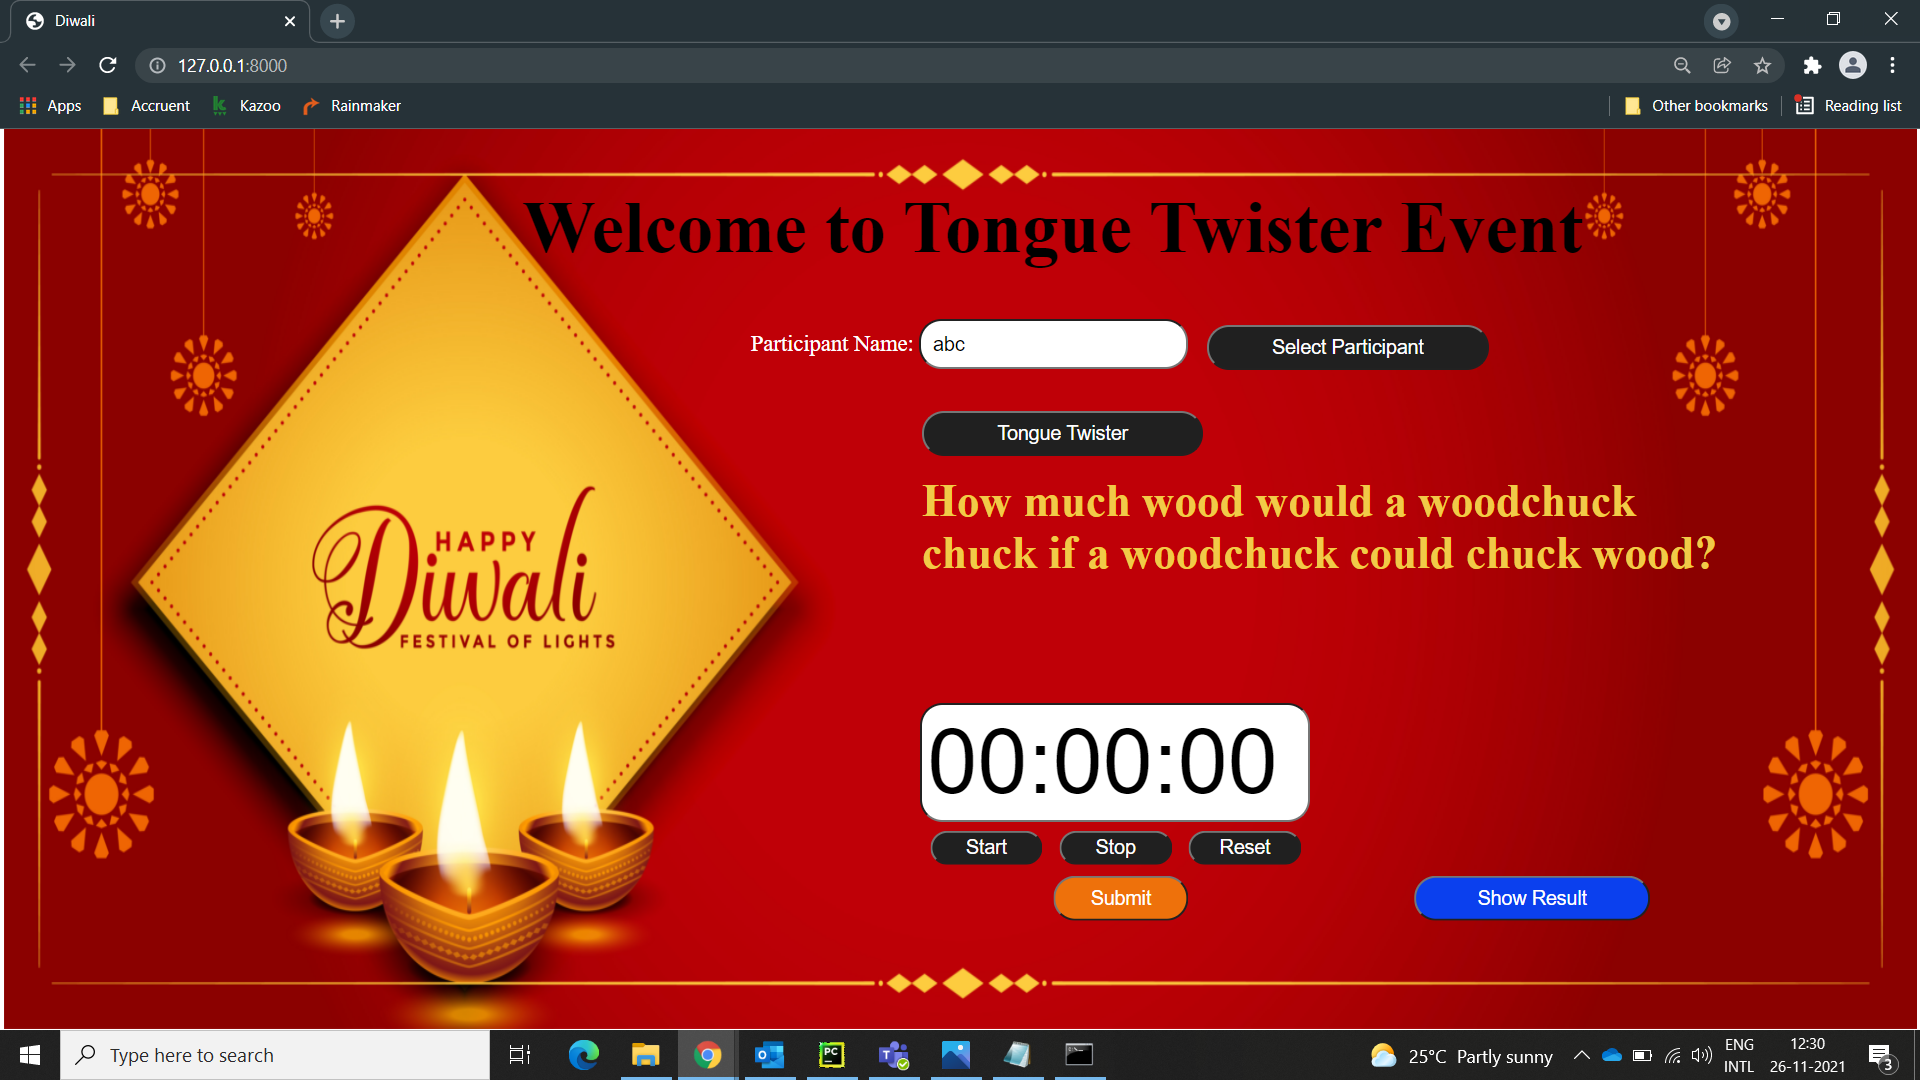 Diwali
127.0.0.1:8000
Apps
Accruent
Kazoo
Rainmaker
Other bookmarks
Reading list
Welcome to Tongue Twister Event
Participant Name: abc Select Participant
Tongue Twister
How much wood would a woodchuck
chuck if a woodchuck could chuck wood?
HAPPY
Diwali
FESTIVAL OF LIGHTS
00:00:00
Start Stop Reset
Submit Show Result
Type here to search
25°C Partly sunny
ENG
INTL
12:30
26-11-2021
3